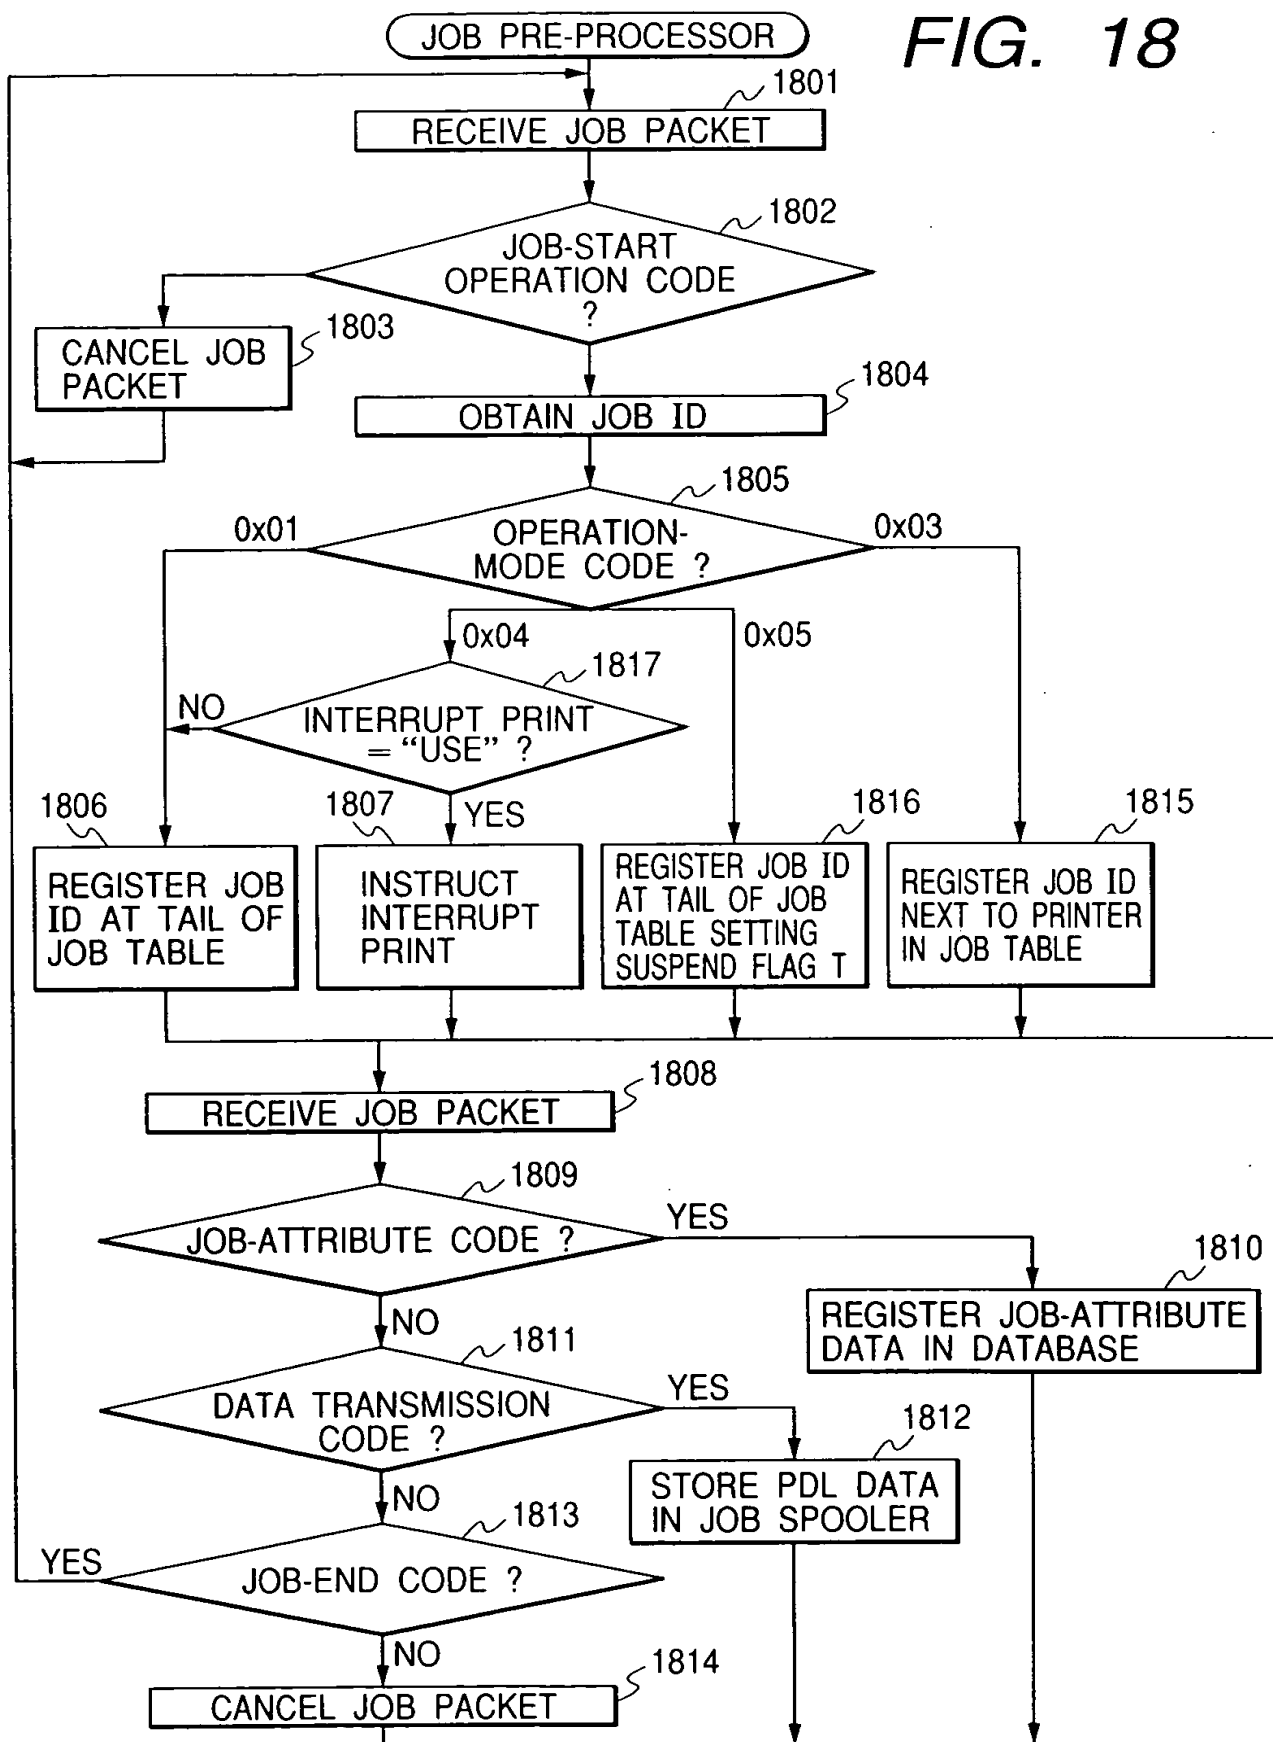 JOB PRE-PROCESSOR
FIG. 18
1801
RECEIVE JOB PACKET
1802
JOB-START
OPERATION CODE
?
1803
CANCEL JOB
PACKET
1804
OBTAIN JOB ID
1805
0x01
OPERATION-
MODE CODE ?
0x03
0x04
0x05
1817
NO
INTERRUPT PRINT
= “USE” ?
YES
1806
REGISTER JOB
ID AT TAIL OF
JOB TABLE
1807
INSTRUCT
INTERRUPT
PRINT
1816
REGISTER JOB ID
AT TAIL OF JOB
TABLE SETTING
SUSPEND FLAG T
1815
REGISTER JOB ID
NEXT TO PRINTER
IN JOB TABLE
1808
RECEIVE JOB PACKET
1809
JOB-ATTRIBUTE CODE ?
YES
1810
REGISTER JOB-ATTRIBUTE
DATA IN DATABASE
NO
1811
DATA TRANSMISSION
CODE ?
YES
1812
STORE PDL DATA
IN JOB SPOOLER
NO
1813
YES
JOB-END CODE ?
NO
1814
CANCEL JOB PACKET